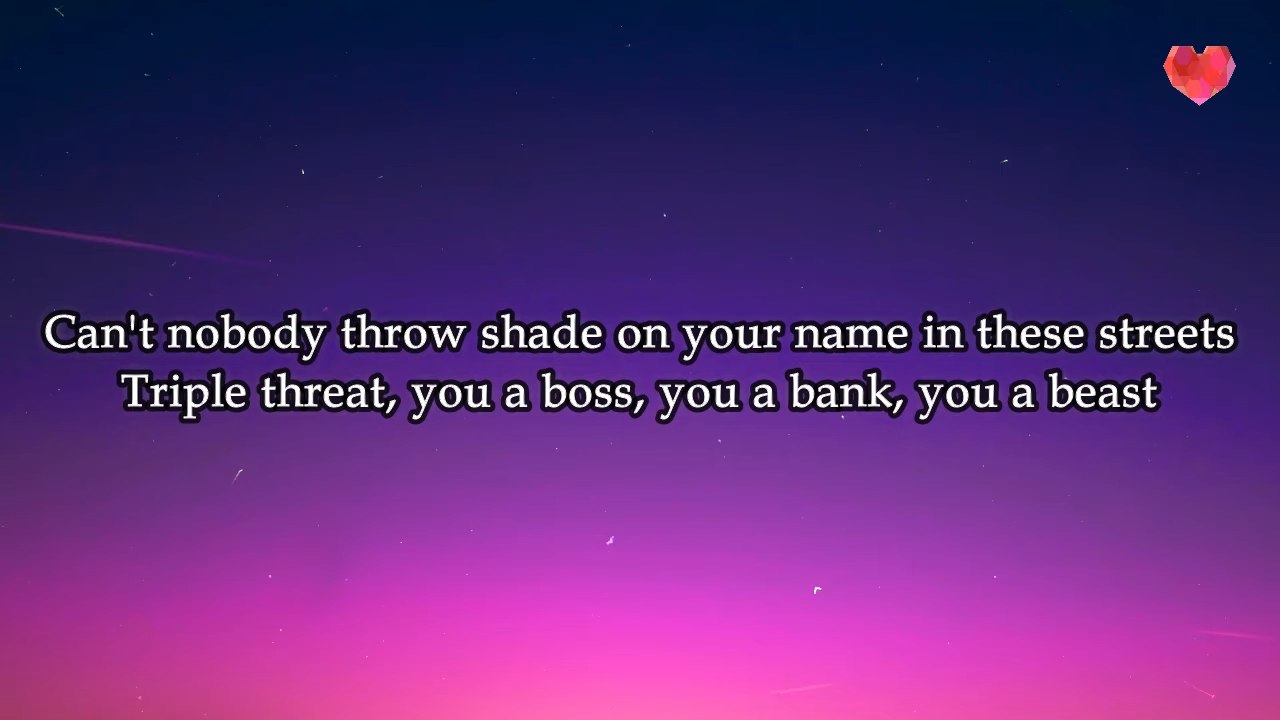 Can't nobody throw shade on your name in these streets
Triple threat, you a boss, you a bank, you a beast